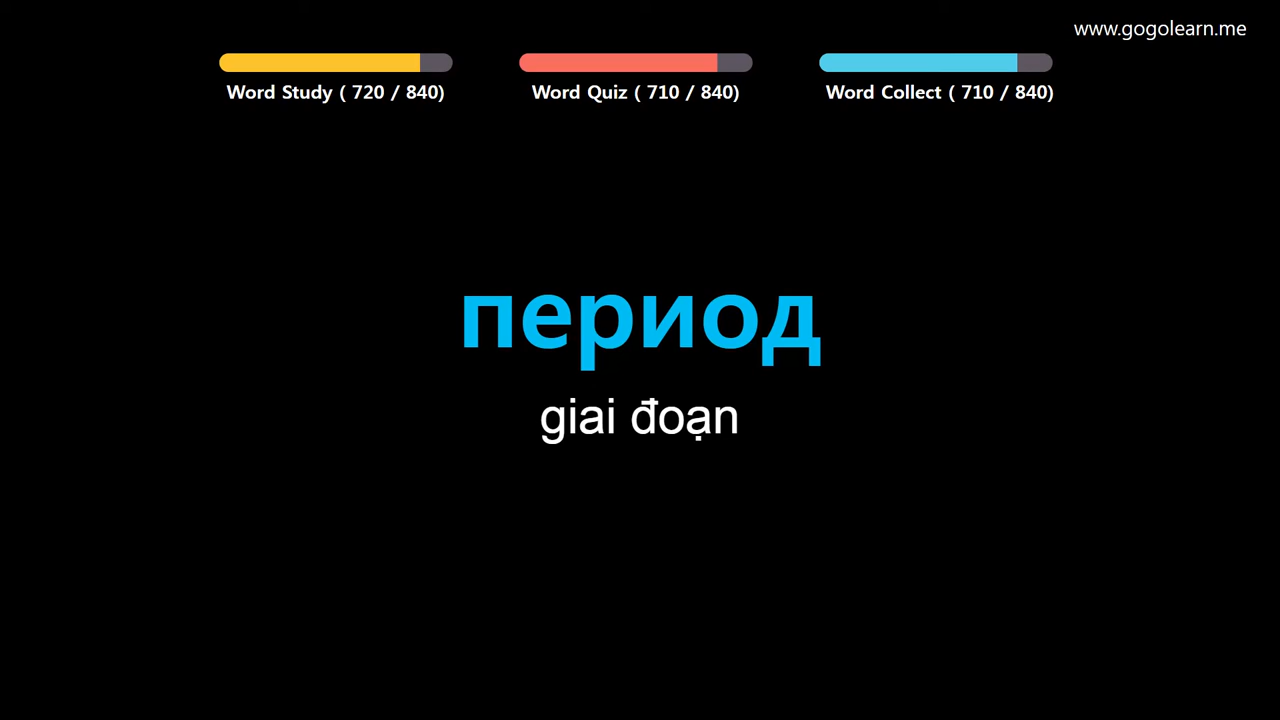 www.gogolearn.me
Word Study ( 720 / 840)
Word Quiz ( 710 / 840)
Word Collect ( 710 / 840)
период
giai đoạn